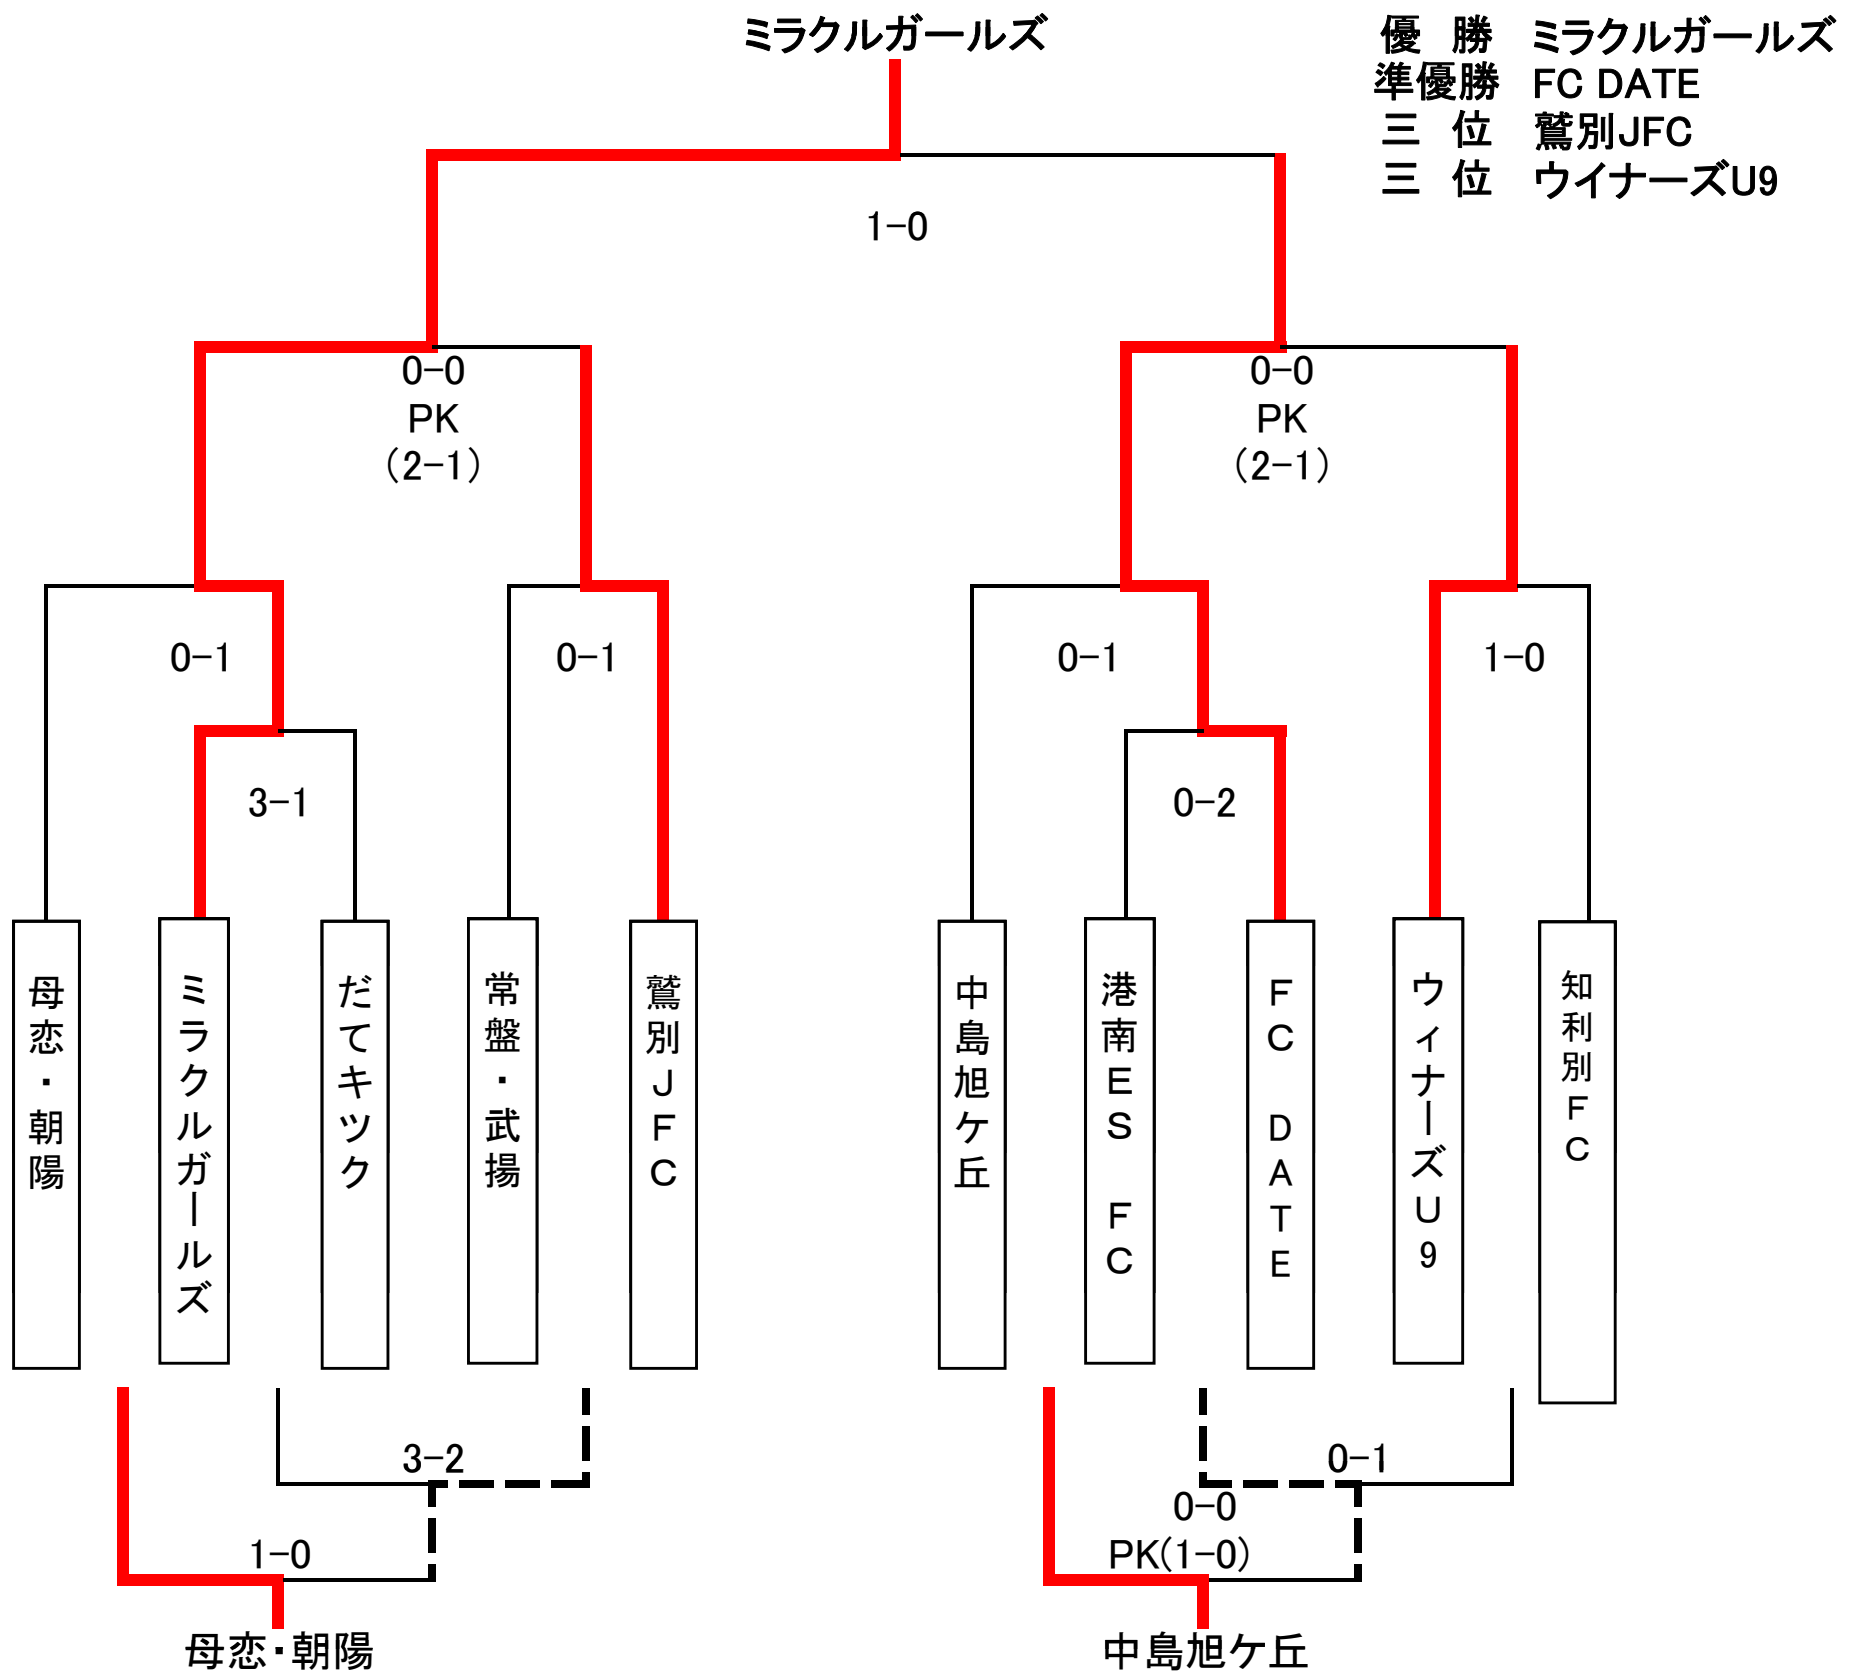 ミラクルガールズ
優 勝 ミラクルガールズ
準優勝 FC DATE
三 位 鷲別JFC
三 位 ウイナーズU9
1-0
0-0
PK
(2-1)
0-0
PK
(2-1)
0-1
0-1
0-1
1-0
3-1
0-2
母恋・朝陽
ミラクルガールズ
だてキツク
常盤・武揚
鷲別JFC
中島旭ケ丘
港南ES FC
FC DATE
ウィナーズU9
知利別FC
3-2
0-1
0-0
1-0
PK(1-0)
母恋・朝陽
中島旭ケ丘